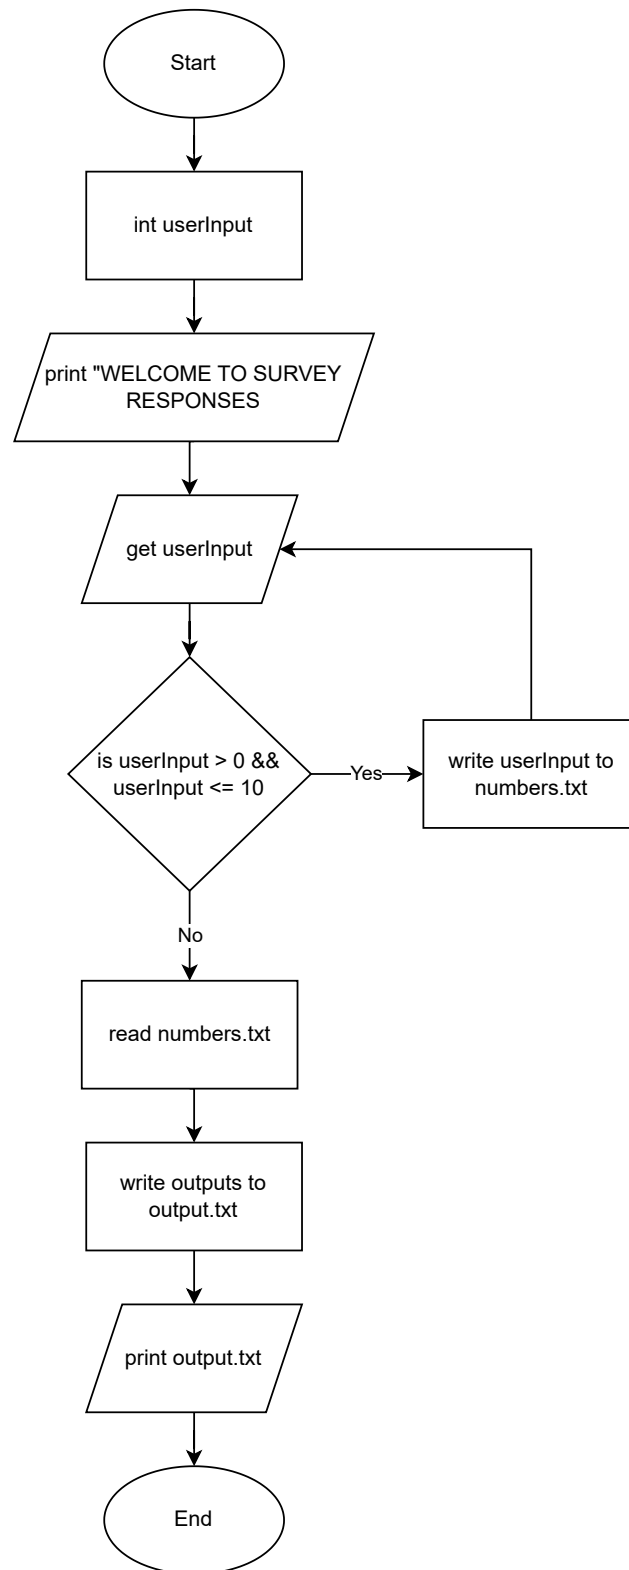 Start
int userInput
print "WELCOME TO SURVEY
RESPONSES
get userInput
is userInput > 0 &&
userInput <= 10
Yes
write userInput to
numbers.txt
No
read numbers.txt
write outputs to
output.txt
print output.txt
End